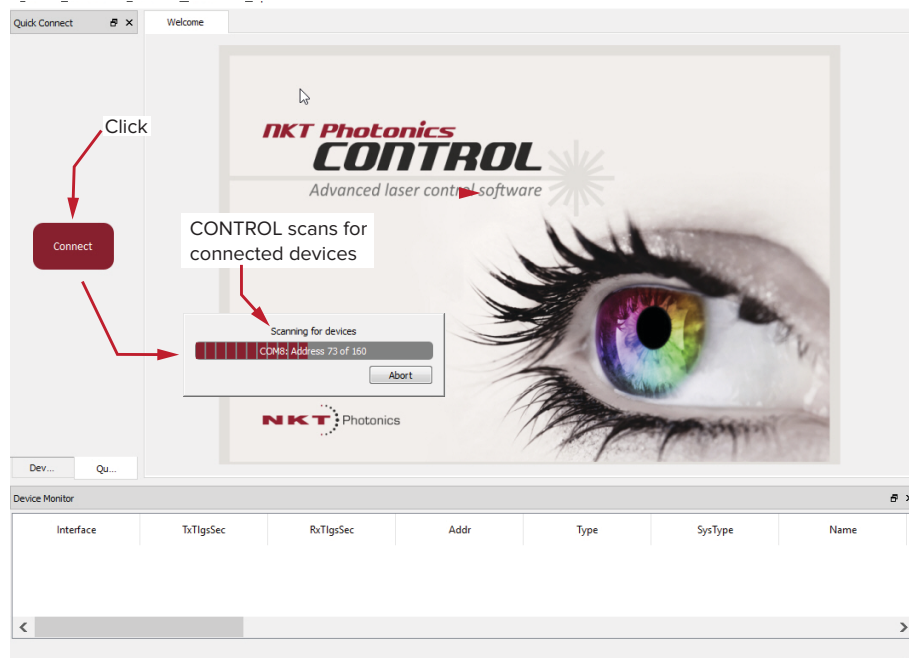 Quick Connect
Welcome
Click
NKT Photonics
CONTROL
Advanced laser control software
Connect
CONTROL scans for
connected devices
Scanning for devices
COM8: Address 73 of 160
Abort
NKT Photonics
Dev...
Qu...
Device Monitor
Interface TxTlgsSec RxTlgsSec Addr Type SysType Name